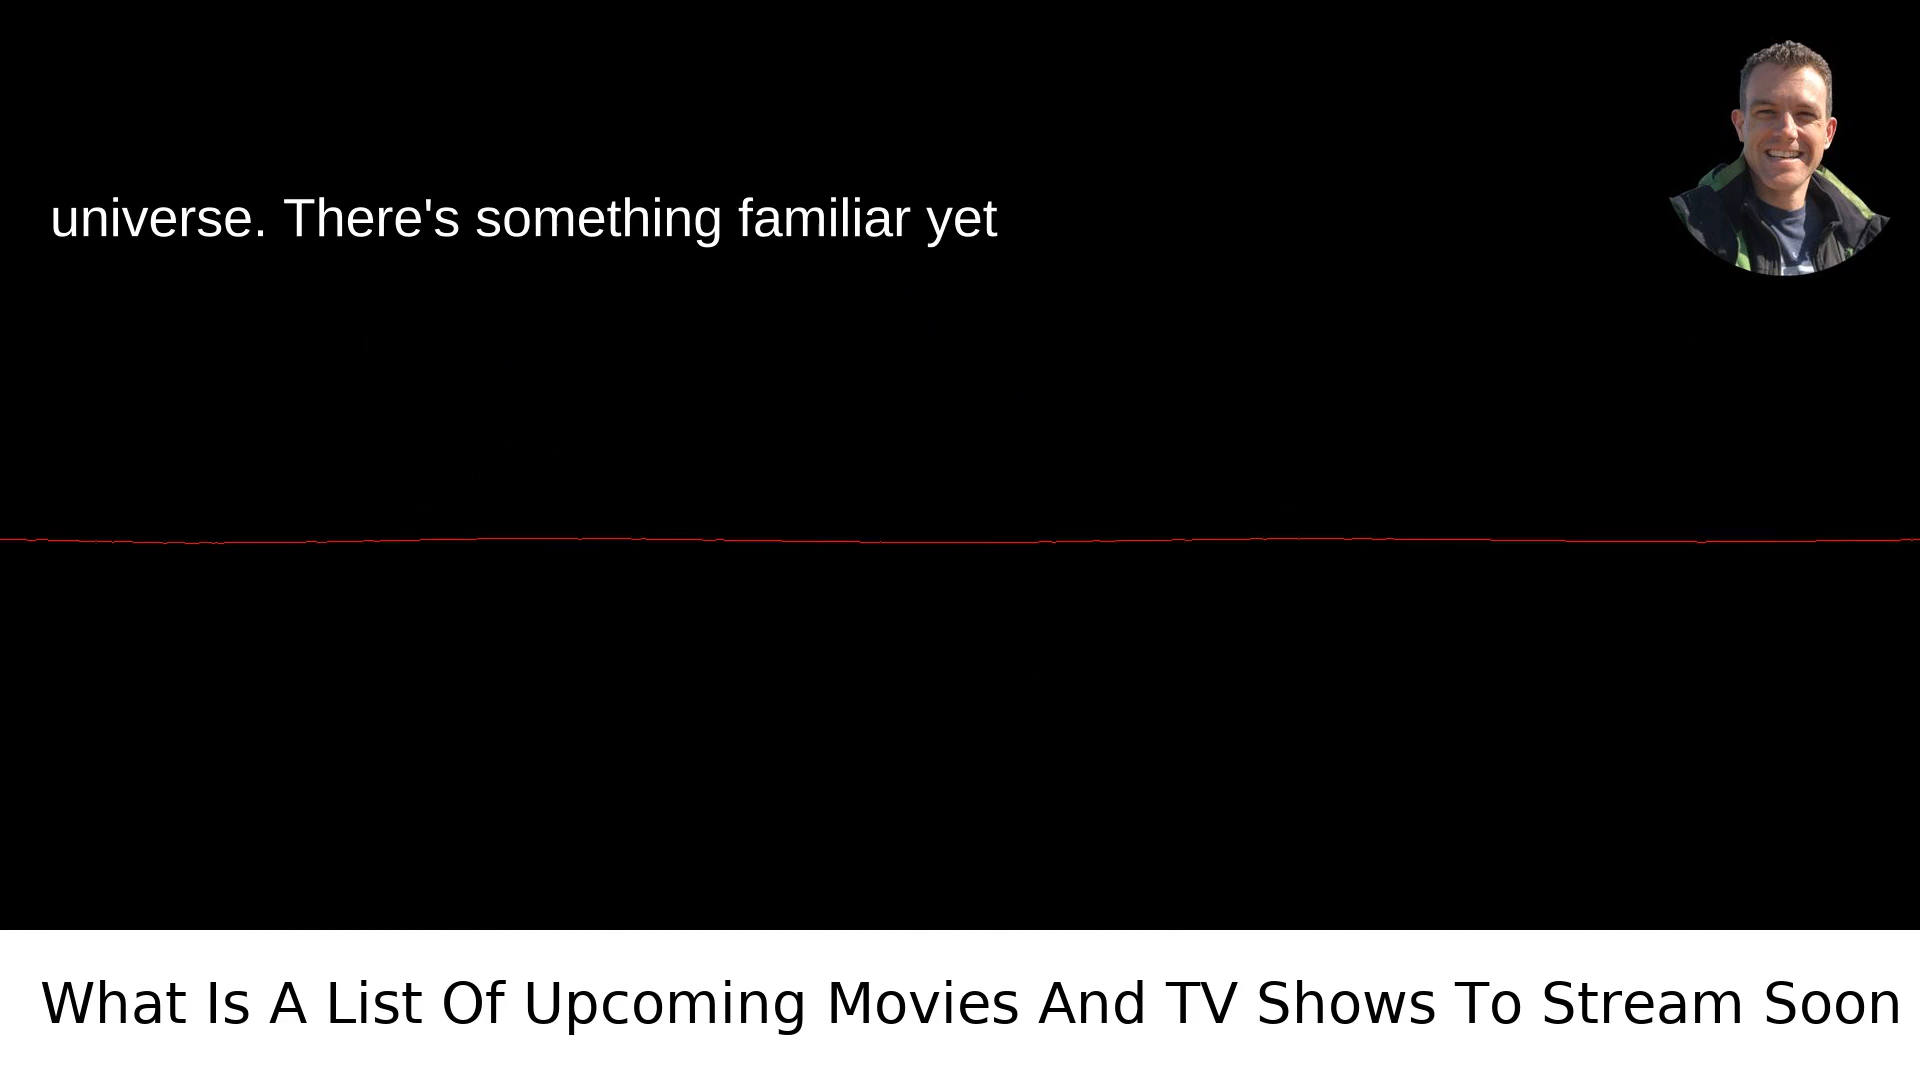 universe. There's something familiar yet
What Is A List Of Upcoming Movies And TV Shows To Stream Soon